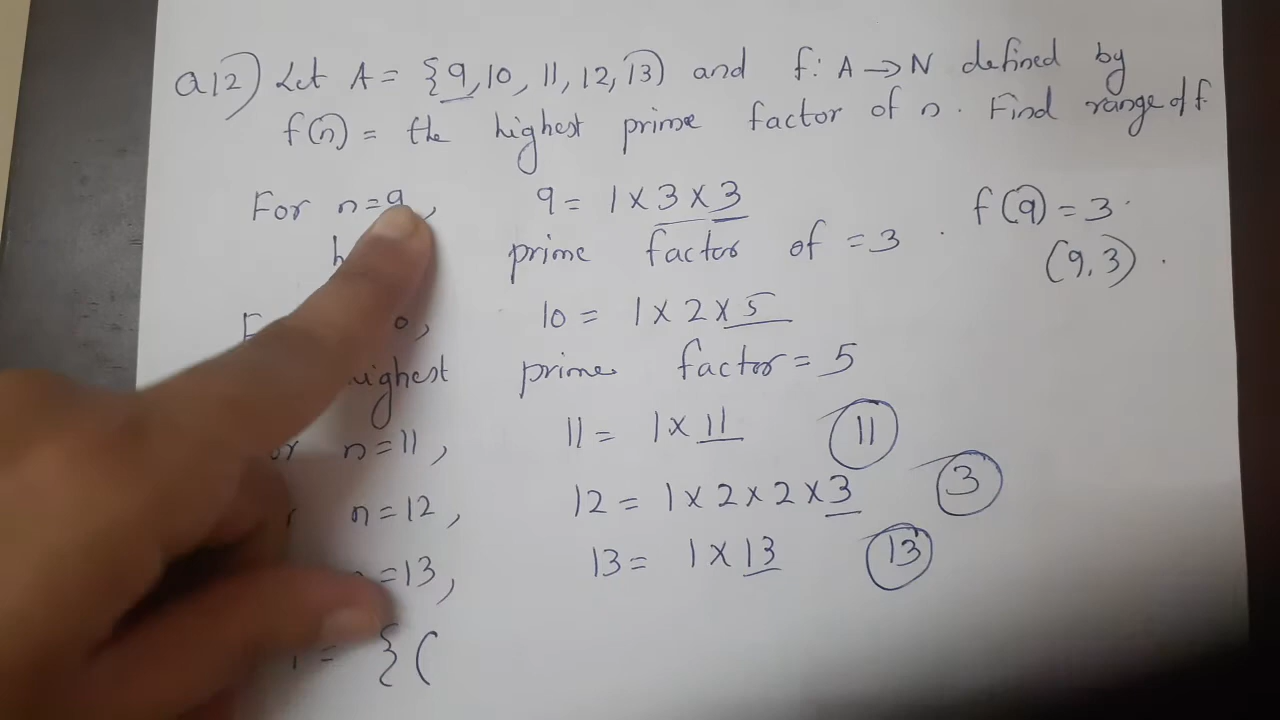 Q12) Let A = {9, 10, 11, 12, 13) and f: A → N defined by
f(n) = the highest prime factor of n. Find range of f
For n=9, 9 = 1 × 3 × 3 f(9) = 3.
prime factor of = 3 . (9, 3) .
10 = 1 × 2 × 5
highest prime factor = 5
n=11, 11 = 1 × 11 11
n=12, 12 = 1 × 2 × 2 × 3 3
=13, 13 = 1 × 13 13
= { (